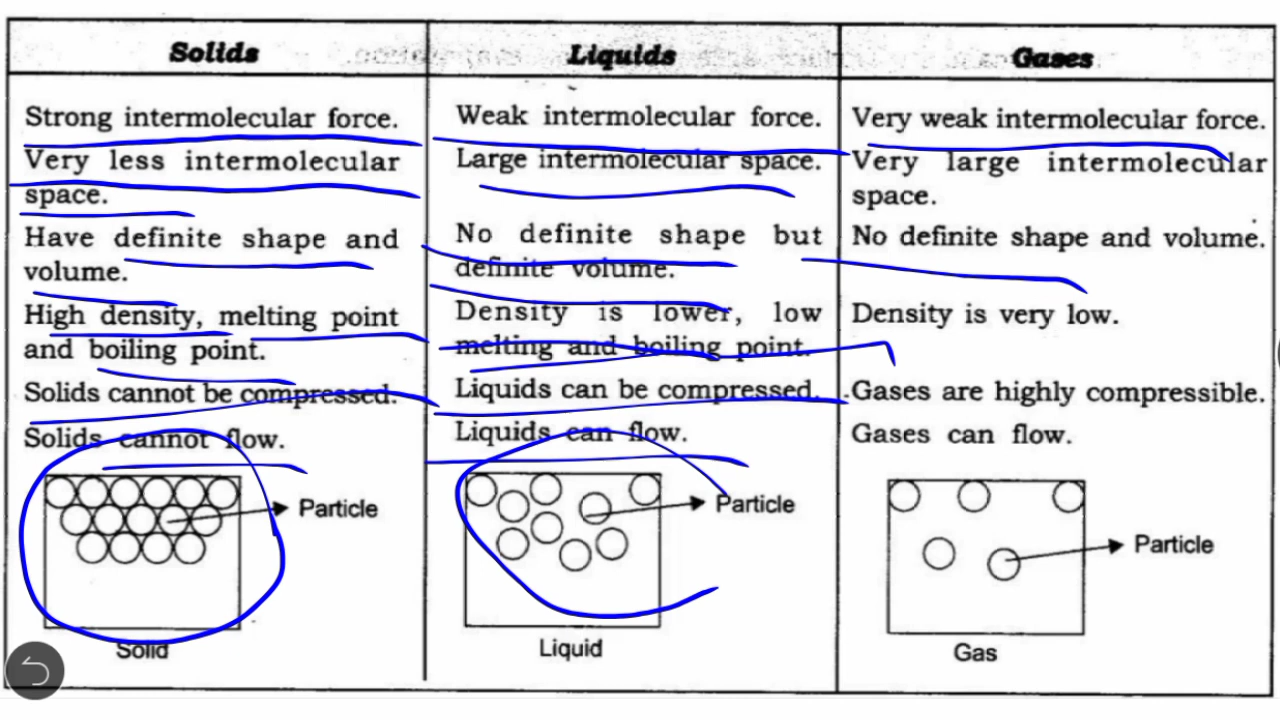 Solids
Liquids
Gases
Strong intermolecular force.
Very less intermolecular
space.
Have definite shape and
volume.
High density, melting point
and boiling point.
Solids cannot be compressed.
Solids cannot flow.
Particle
Solid
Weak intermolecular force.
Large intermolecular space.
No definite shape but
definite volume.
Density is lower, low
melting and boiling point.
Liquids can be compressed.
Liquids can flow.
Particle
Liquid
Very weak intermolecular force.
Very large intermolecular
space.
No definite shape and volume.
Density is very low.
Gases are highly compressible.
Gases can flow.
Particle
Gas